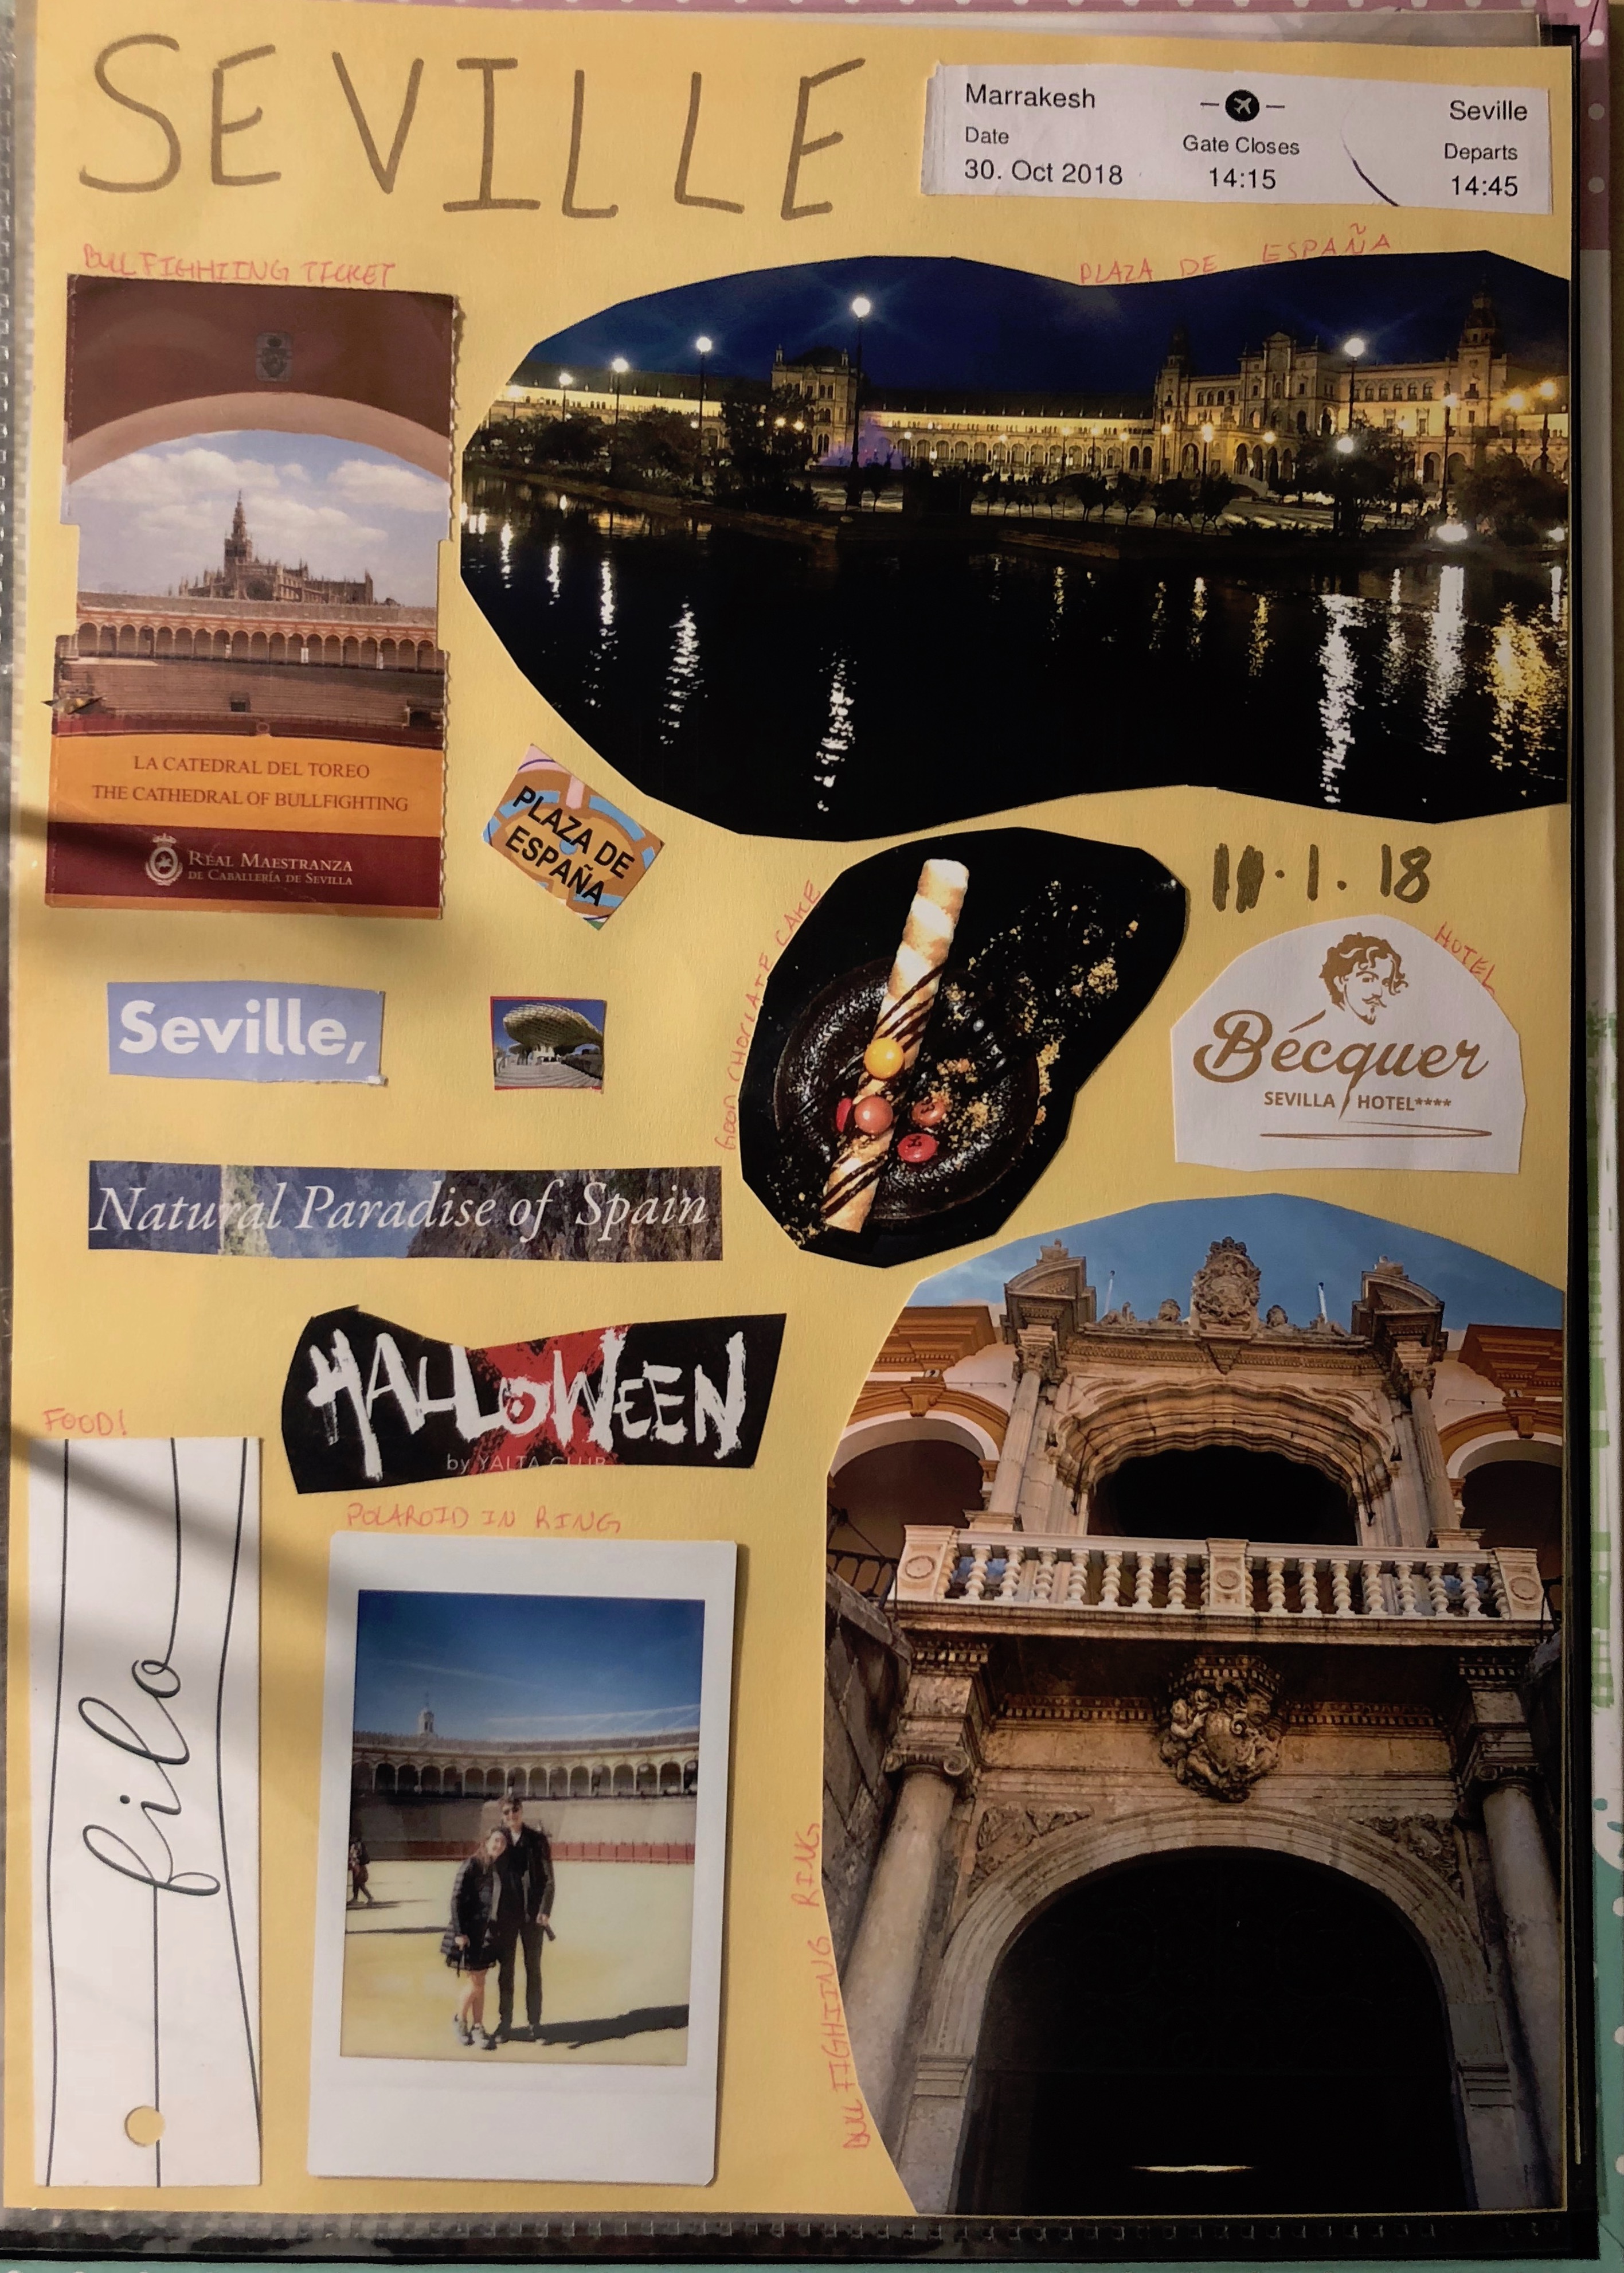 SEVILLE
Marrakesh
Seville
Date
Gate Closes
Departs
30. Oct 2018
14:15
14:45
BULLFIGHTING TICKET
PLAZA DE ESPAÑA
LA CATEDRAL DEL TOREO
THE CATHEDRAL OF BULLFIGHTING
REAL MAESTRANZA
DE CABALLERÍA DE SEVILLA
PLAZA DE
ESPAÑA
GOOD CHOCLATE CAKE
11.1.18
HOTEL
Bécquer
SEVILLA HOTEL****
Seville,
Natural Paradise of Spain
HALLOWEEN
by YALTA CLUB
FOOD!
filo
POLAROID IN RING
BULL FIGHTING RING